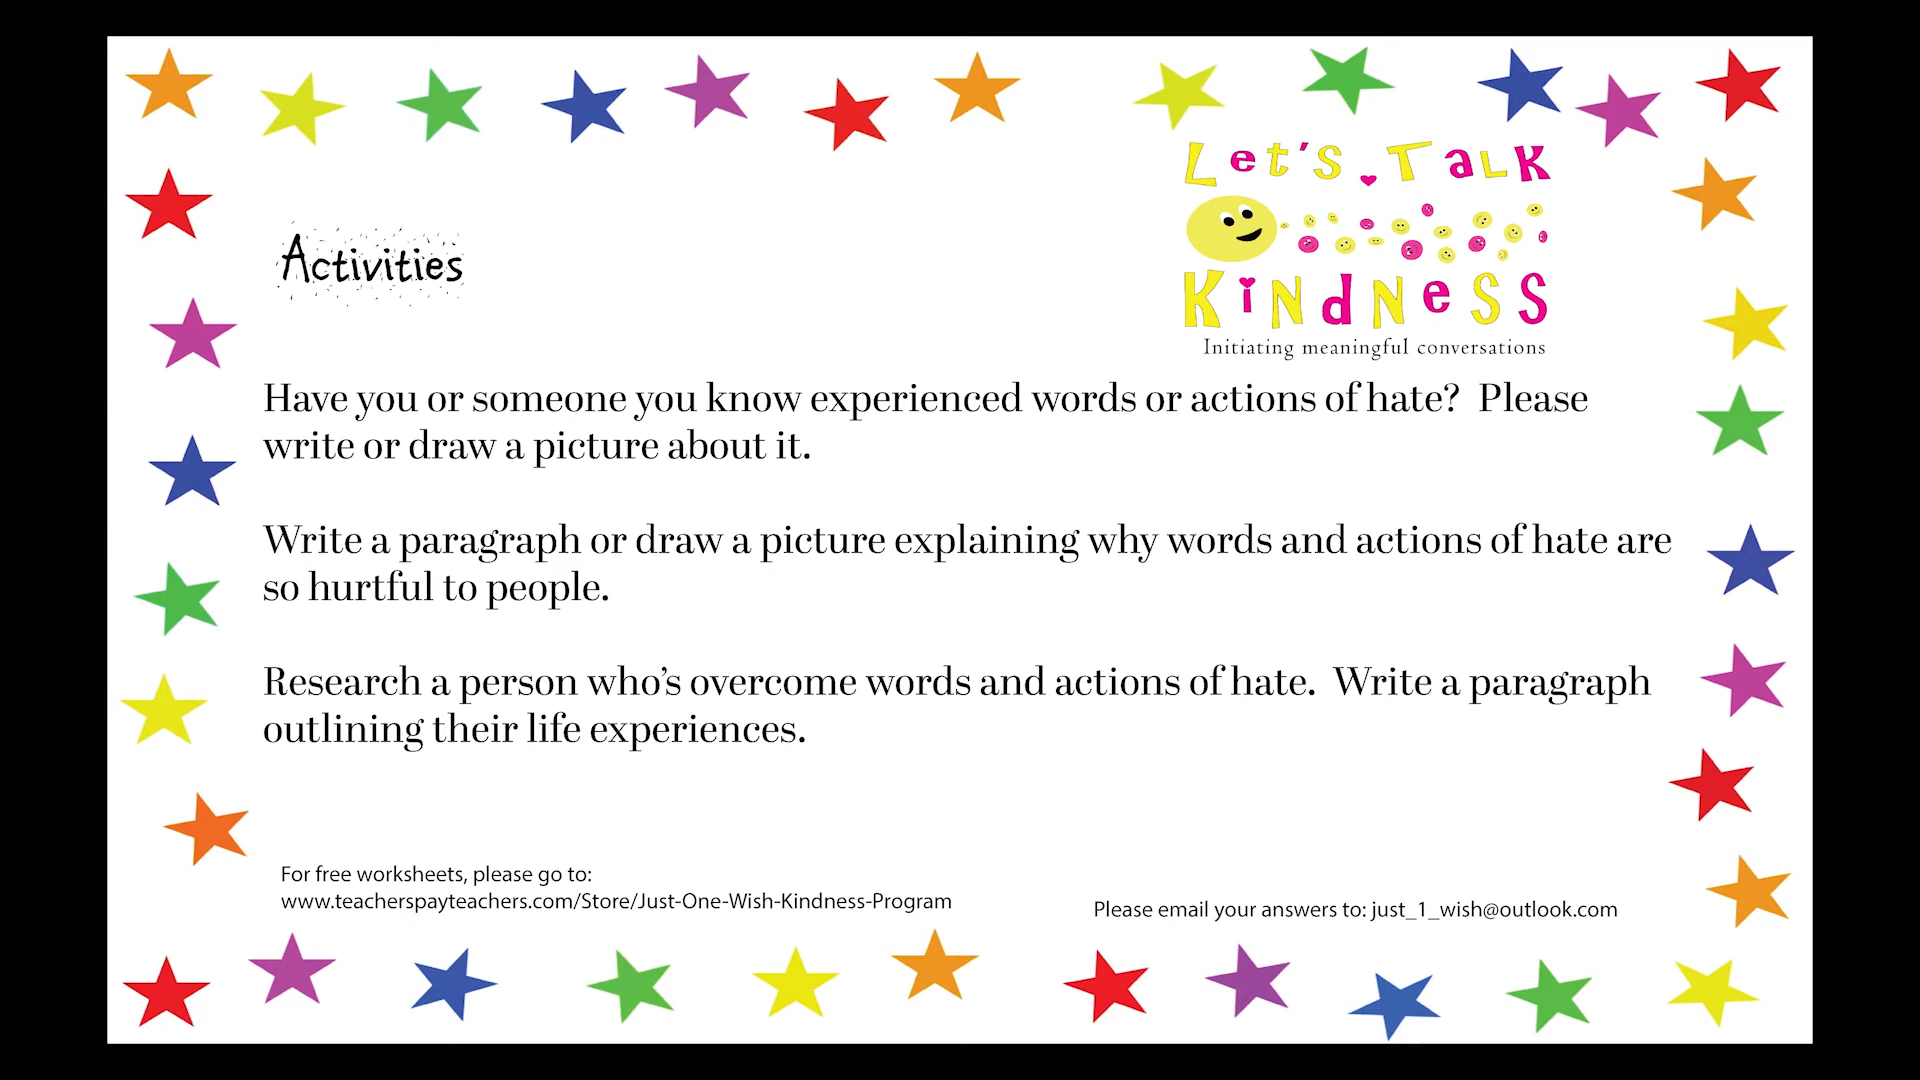 Let's Talk
Activities
Kindness
Initiating meaningful conversations
Have you or someone you know experienced words or actions of hate?  Please
write or draw a picture about it.
Write a paragraph or draw a picture explaining why words and actions of hate are
so hurtful to people.
Research a person who's overcome words and actions of hate.  Write a paragraph
outlining their life experiences.
For free worksheets, please go to:
www.teacherspayteachers.com/Store/Just-One-Wish-Kindness-Program
Please email your answers to: just_1_wish@outlook.com